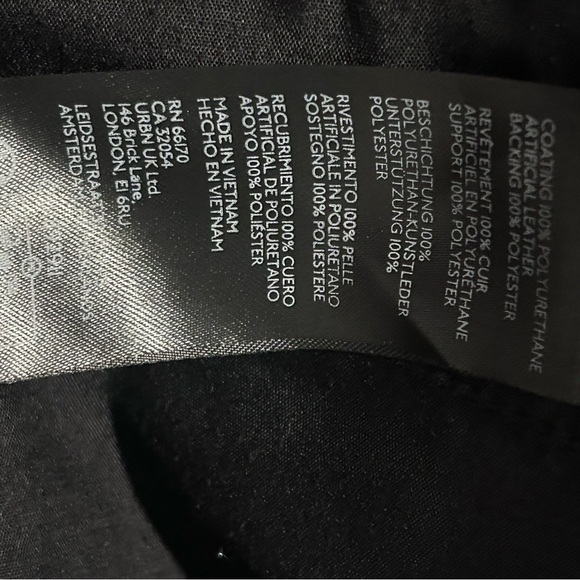 COATING 100% POLYURETHANE
ARTIFICIAL LEATHER
BACKING 100% POLYESTER
REVÊTEMENT 100% CUIR
ARTIFICIEL EN POLYURÉTHANE
SUPPORT 100% POLYESTER
BESCHICHTUNG 100%
POLYURETHAN-KUNSTLEDER
UNTERSTÜTZUNG 100%
POLYESTER
RIVESTIMENTO 100% PELLE
ARTIFICIALE IN POLIURETANO
SOSTEGNO 100% POLIESTERE
RECUBRIMIENTO 100% CUERO
ARTIFICIAL DE POLIURETANO
APOYO 100% POLIÉSTER
MADE IN VIETNAM
HECHO EN VIETNAM
RN 66170
CA 32054
URBN UK Ltd
146 Brick Lane,
LONDON, E1 6RU
LEIDSESTRAAT
AMSTERDAM